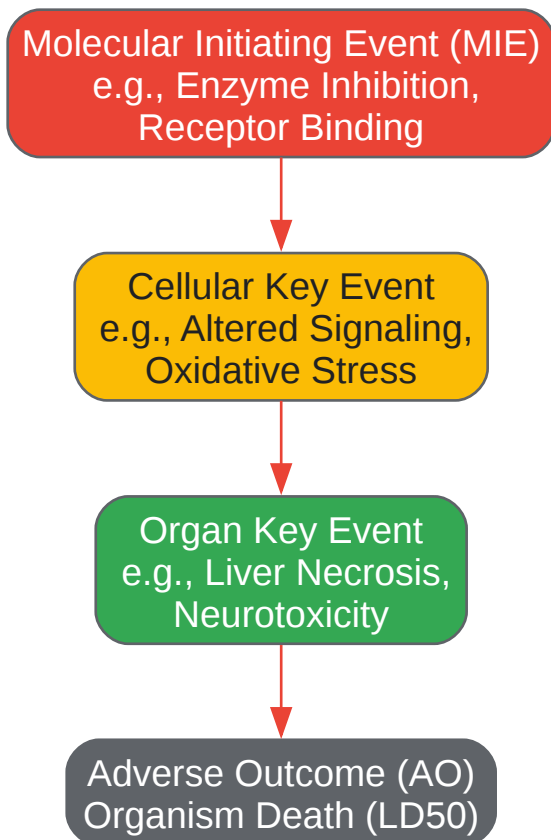 Molecular Initiating Event (MIE)
e.g., Enzyme Inhibition,
Receptor Binding
Cellular Key Event
e.g., Altered Signaling,
Oxidative Stress
Organ Key Event
e.g., Liver Necrosis,
Neurotoxicity
Adverse Outcome (AO)
Organism Death (LD50)